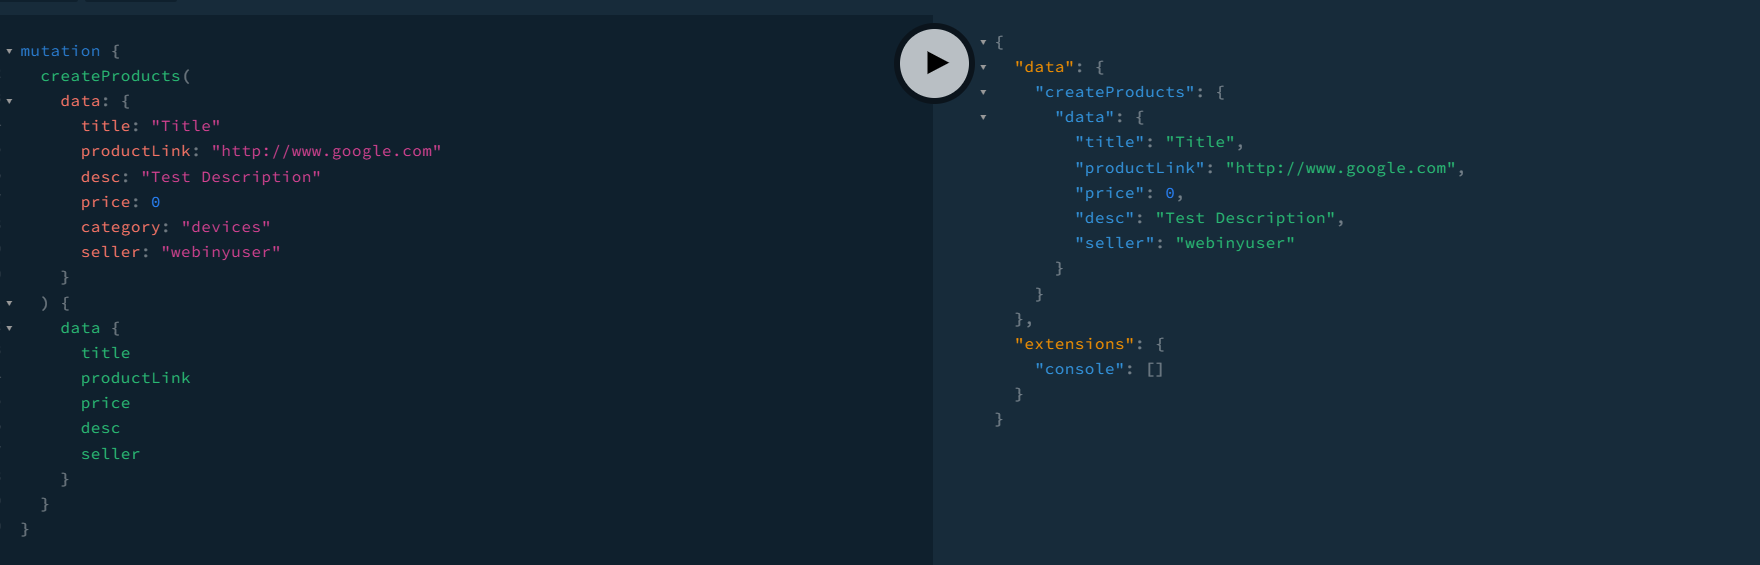 mutation {
createProducts(
data: {
title: "Title"
productLink: "http://www.google.com"
desc: "Test Description"
price: 0
category: "devices"
seller: "webinyuser"
}
) {
data {
title
productLink
price
desc
seller
}
}
}
{
"data": {
"createProducts": {
"data": {
"title": "Title",
"productLink": "http://www.google.com",
"price": 0,
"desc": "Test Description",
"seller": "webinyuser"
}
}
},
"extensions": {
"console": []
}
}